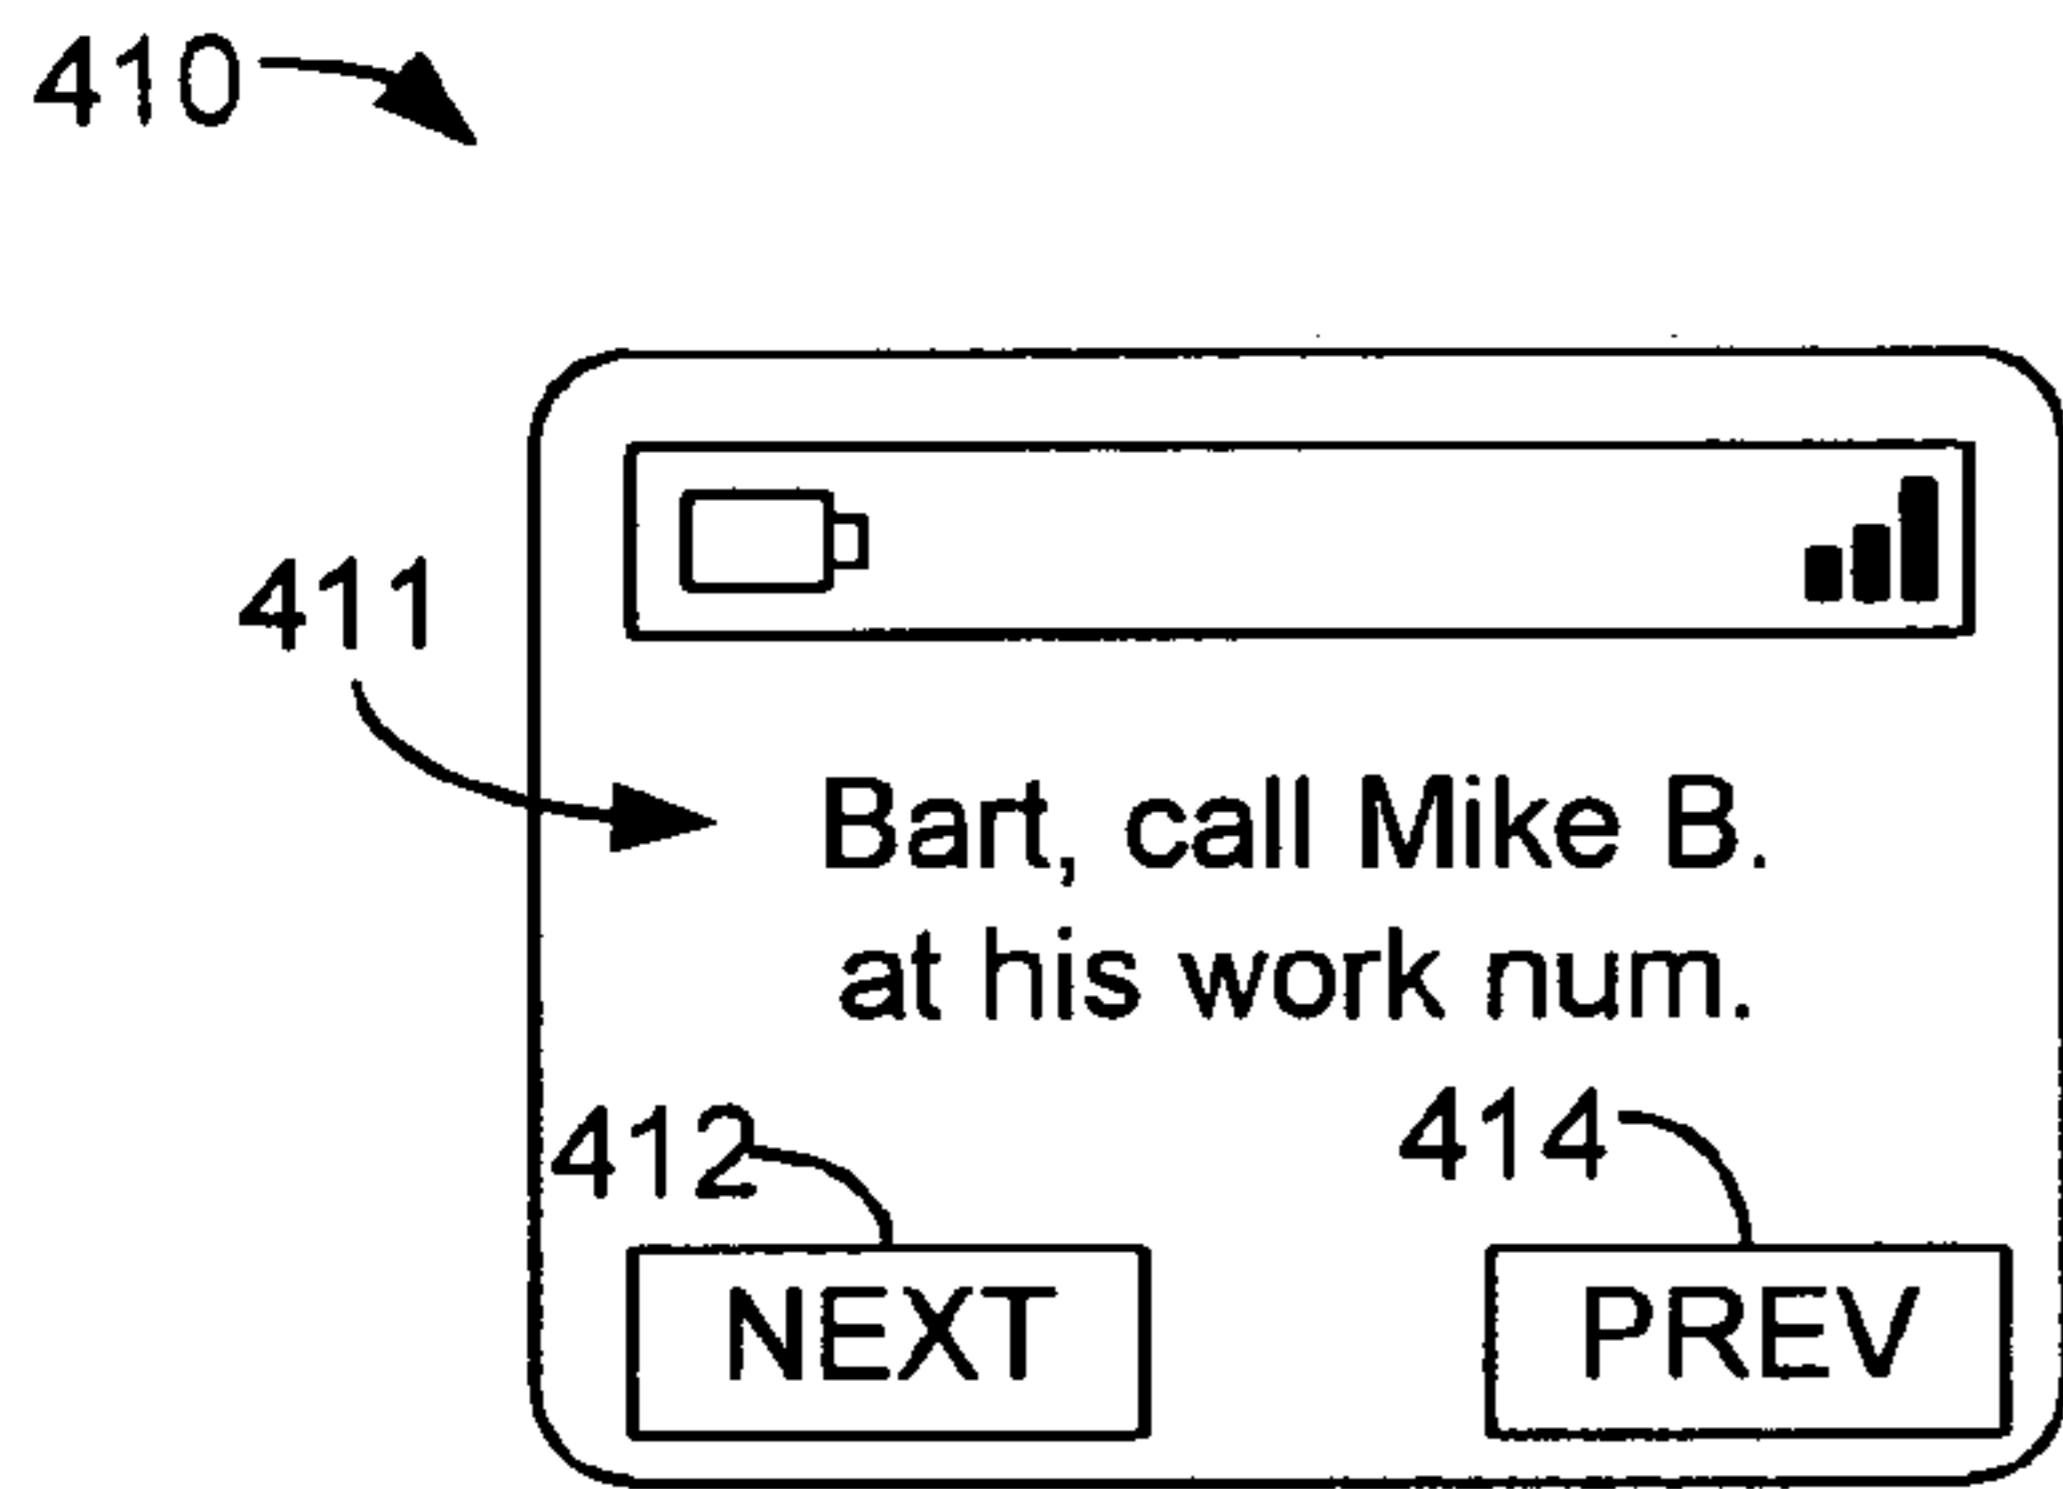 410
411
Bart, call Mike B.
at his work num.
412
414
NEXT
PREV